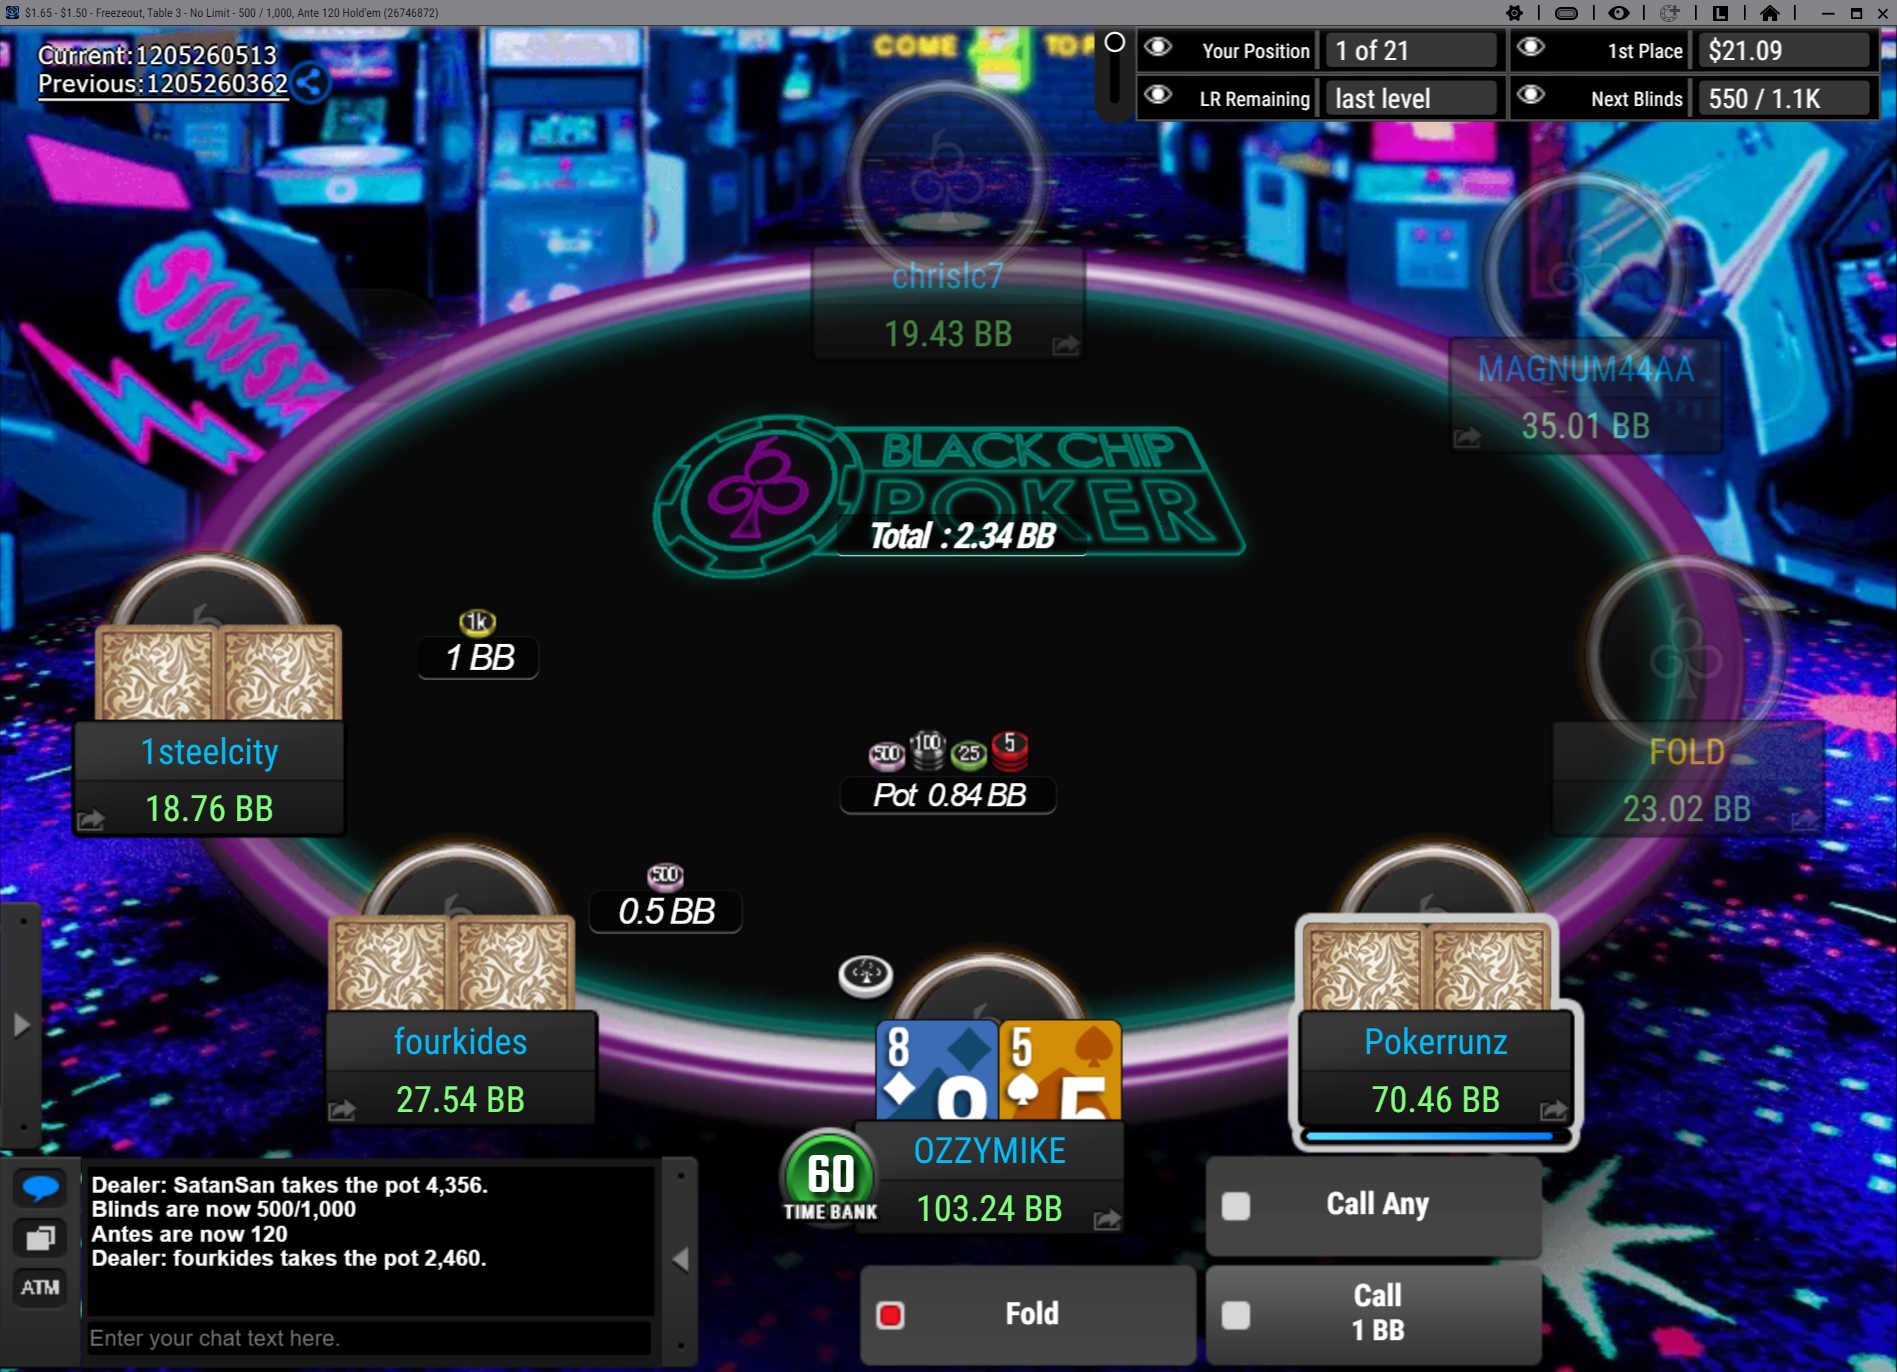 $1.65 - $1.50 - Freezeout, Table 3 - No Limit - 500 / 1,000, Ante 120 Hold'em (26746872)
Current:1205260513
Previous:1205260362
COME TO P
Your Position 1 of 21
1st Place $21.09
LR Remaining last level
Next Blinds 550 / 1.1K
chrislc7
19.43 BB
MAGNUM44AA
35.01 BB
BLACK CHIP
POKER
Total : 2.34 BB
1k
1 BB
1steelcity
18.76 BB
500 100 25 5
Pot 0.84 BB
FOLD
23.02 BB
500
0.5 BB
fourkides
27.54 BB
8 5
8 5
Pokerrunz
70.46 BB
OZZYMIKE
103.24 BB
60
TIME BANK
Dealer: SatanSan takes the pot 4,356.
Blinds are now 500/1,000
Antes are now 120
Dealer: fourkides takes the pot 2,460.
ATM
Enter your chat text here.
Call Any
Fold
Call
1 BB